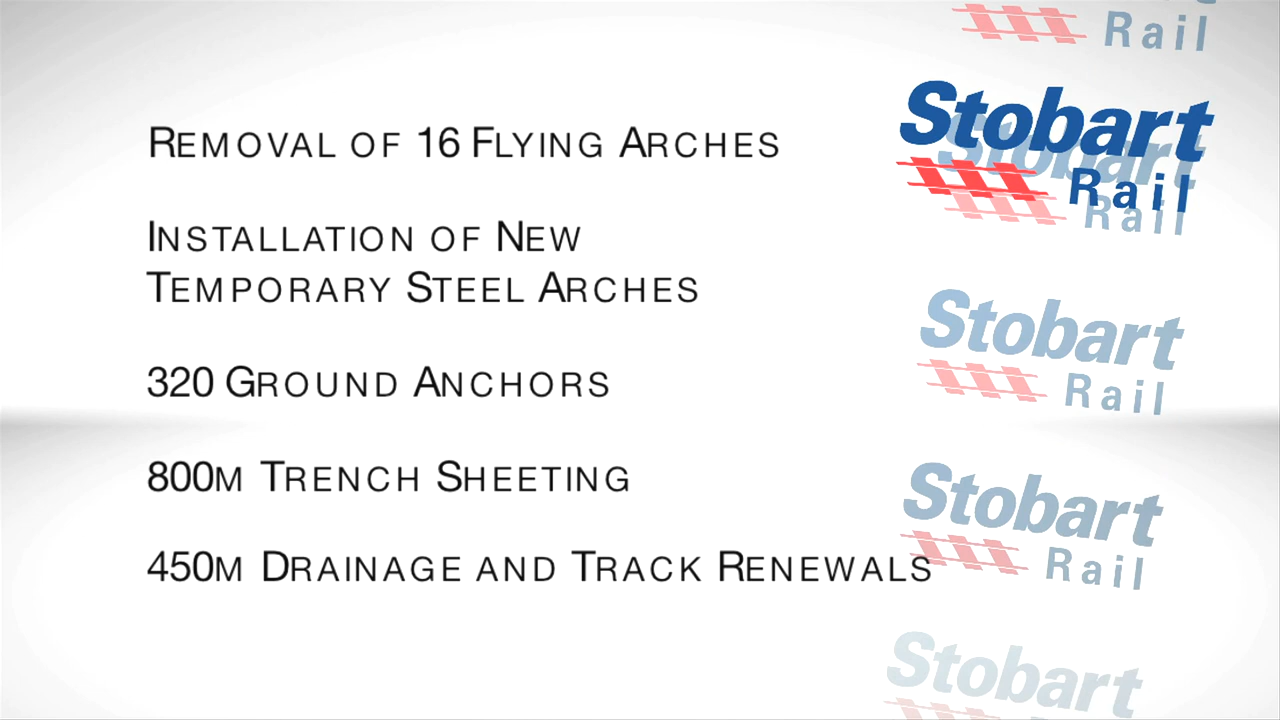 Removal of 16 Flying Arches
Installation of New
Temporary Steel Arches
320 Ground Anchors
800m Trench Sheeting
450m Drainage and Track Renewals
Rail
Stobart
Rail
Stobart
Rail
Stobart
Rail
Stobart
Rail
Stobart